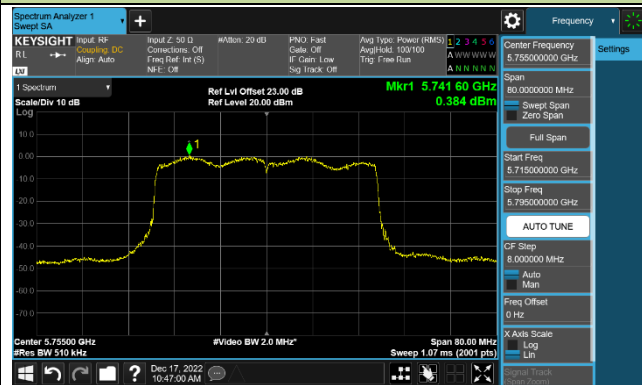 Spectrum Analyzer 1
Swept SA
+
Frequency
KEYSIGHT
Input: RF
Input Z: 50 Ω
#Atten: 20 dB
PNO: Fast
Avg Type: Power (RMS)
1 2 3 4 5 6
RL
Coupling: DC
Corrections: Off
Gate: Off
Avg|Hold: 100/100
A W W W W W
Align: Auto
Freq Ref: Int (S)
IF Gain: Low
Trig: Free Run
NFE: Off
Sig Track: Off
A N N N N N
LXI
1 Spectrum
Scale/Div 10 dB
Ref Lvl Offset 23.00 dB
Ref Level 20.00 dBm
Mkr1 5.741 60 GHz
0.384 dBm
Log
10.0
0.00
1
-10.0
-20.0
-30.0
-40.0
-50.0
-60.0
-70.0
Center 5.75500 GHz
#Video BW 2.0 MHz*
Span 80.00 MHz
#Res BW 510 kHz
Sweep 1.07 ms (2001 pts)
Center Frequency
5.755000000 GHz
Settings
Span
80.0000000 MHz
Swept Span
Zero Span
Full Span
Start Freq
5.715000000 GHz
Stop Freq
5.795000000 GHz
AUTO TUNE
CF Step
8.000000 MHz
Auto
Man
Freq Offset
0 Hz
X Axis Scale
Log
Lin
Signal Track
(Span Zoom)
?
Dec 17, 2022
10:47:00 AM